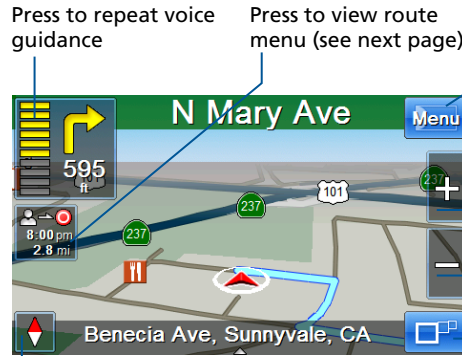 Press to repeat voice
guidance
Press to view route
menu (see next page)
N Mary Ave
Menu
595
ft
101
237
237
237
8:00 pm
2.8 mi
Benecia Ave, Sunnyvale, CA